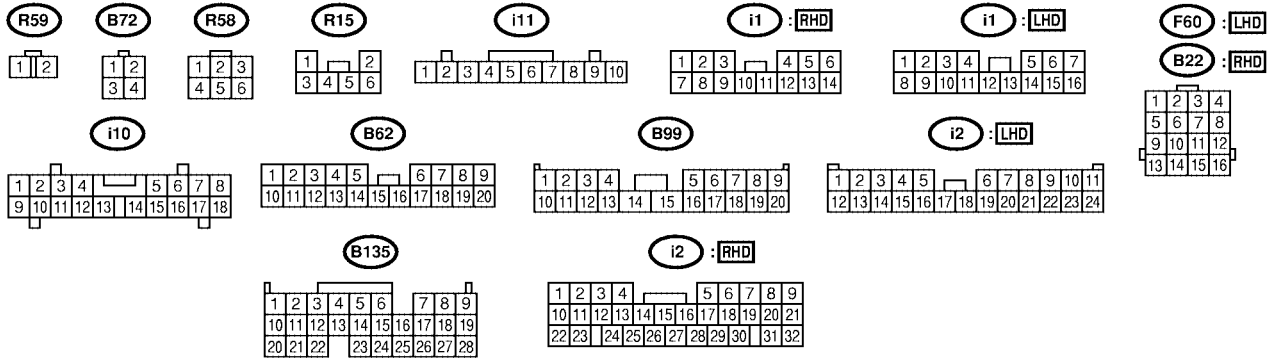 R59 B72 R58 R15 i11 i1 : RHD i1 : LHD F60 : LHD
B22 : RHD
1 2
1 2
3 4
1 2 3
4 5 6
1 2
3 4 5 6
1 2 3 4 5 6 7 8 9 10
1 2 3 4 5 6
7 8 9 10 11 12 13 14
1 2 3 4 5 6 7
8 9 10 11 12 13 14 15 16
1 2 3 4
5 6 7 8
9 10 11 12
13 14 15 16
i10 B62 B99 i2 : LHD
1 2 3 4 5 6 7 8
9 10 11 12 13 14 15 16 17 18
1 2 3 4 5 6 7 8 9
10 11 12 13 14 15 16 17 18 19 20
1 2 3 4 5 6 7 8 9
10 11 12 13 14 15 16 17 18 19 20
1 2 3 4 5 6 7 8 9 10 11
12 13 14 15 16 17 18 19 20 21 22 23 24
B135 i2 : RHD
1 2 3 4 5 6 7 8 9
10 11 12 13 14 15 16 17 18 19
20 21 22 23 24 25 26 27 28
1 2 3 4 5 6 7 8 9
10 11 12 13 14 15 16 17 18 19 20 21
22 23 24 25 26 27 28 29 30 31 32